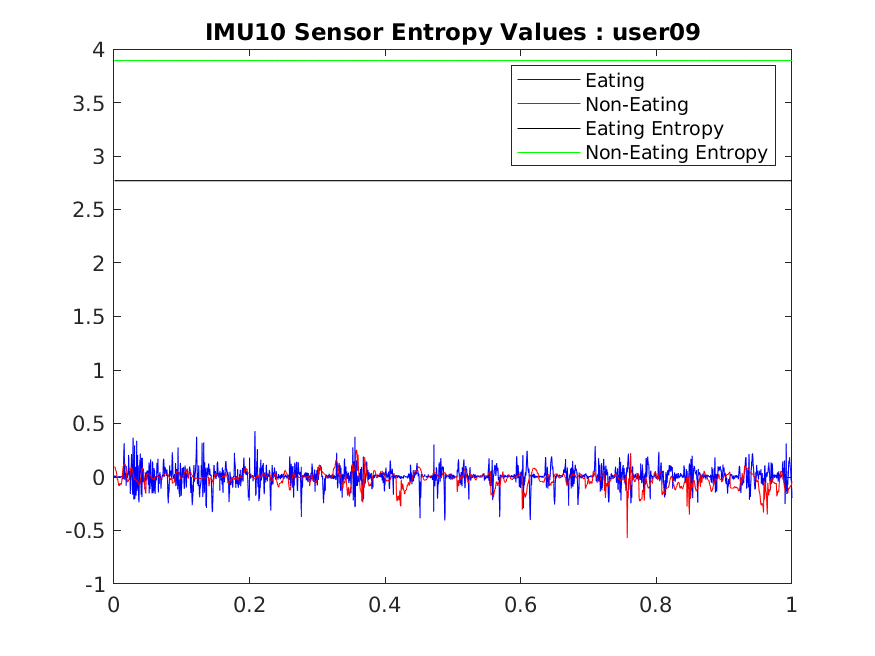 IMU10 Sensor Entropy Values : user09
4
3.5
3
2.5
2
1.5
1
0.5
0
-0.5
-1
Eating
Non-Eating
Eating Entropy
Non-Eating Entropy
0 0.2 0.4 0.6 0.8 1